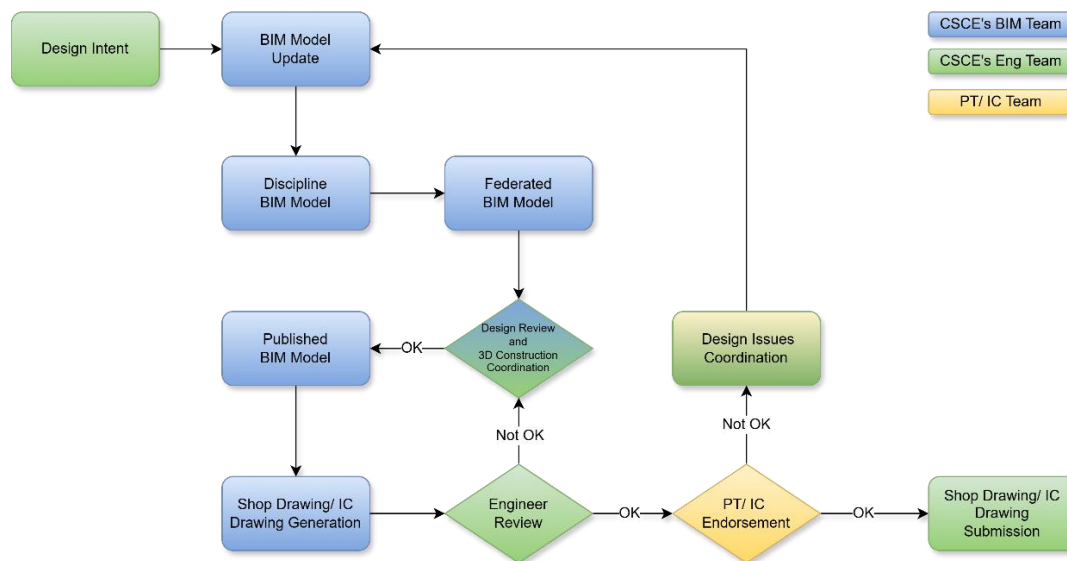 Design Intent
BIM Model
Update
CSCE's BIM Team
CSCE's Eng Team
PT/ IC Team
Discipline
BIM Model
Federated
BIM Model
Published
BIM Model
OK
Design Review
and
3D Construction
Coordination
Design Issues
Coordination
Not OK
Not OK
Shop Drawing/ IC
Drawing Generation
Engineer
Review
OK
PT/ IC
Endorsement
OK
Shop Drawing/ IC
Drawing
Submission